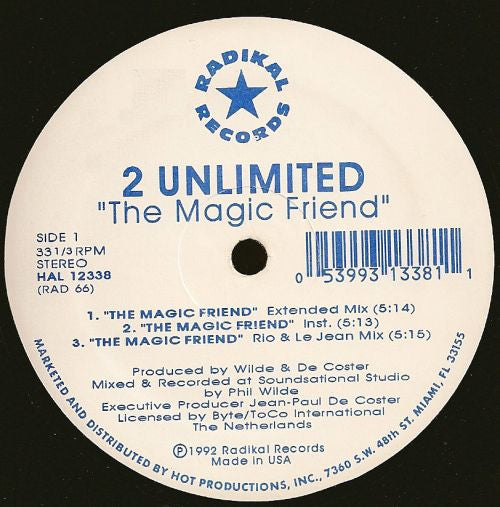 RADIKAL
RECORDS
2 UNLIMITED
"The Magic Friend"
SIDE 1
33 1/3 RPM
STEREO
HAL 12338
(RAD 66)
0 53993 13381 1
1. "THE MAGIC FRIEND" Extended Mix (5:14)
2. "THE MAGIC FRIEND" Inst. (5:13)
3. "THE MAGIC FRIEND" Rio & Le Jean Mix (5:15)
Produced by Wilde & De Coster
Mixed & Recorded at Soundsational Studio
by Phil Wilde
Executive Producer Jean-Paul De Coster
Licensed by Byte/ToCo International
The Netherlands
℗1992 Radikal Records
Made in USA
MARKETED AND DISTRIBUTED BY HOT PRODUCTIONS, INC., 7360 S.W. 48th ST. MIAMI, FL 33155